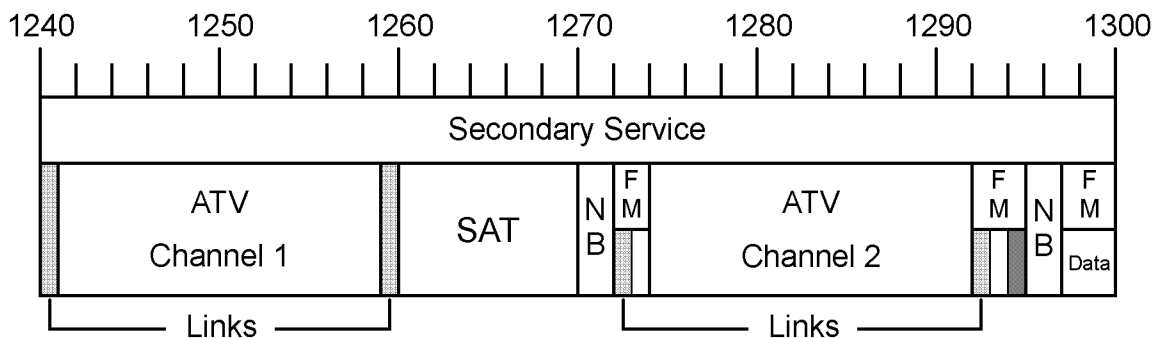 1240 1250 1260 1270 1280 1290 1300
Secondary Service
ATV
Channel 1
SAT
N
B
F
M
ATV
Channel 2
F
M
N
B
F
M
Data
Links
Links